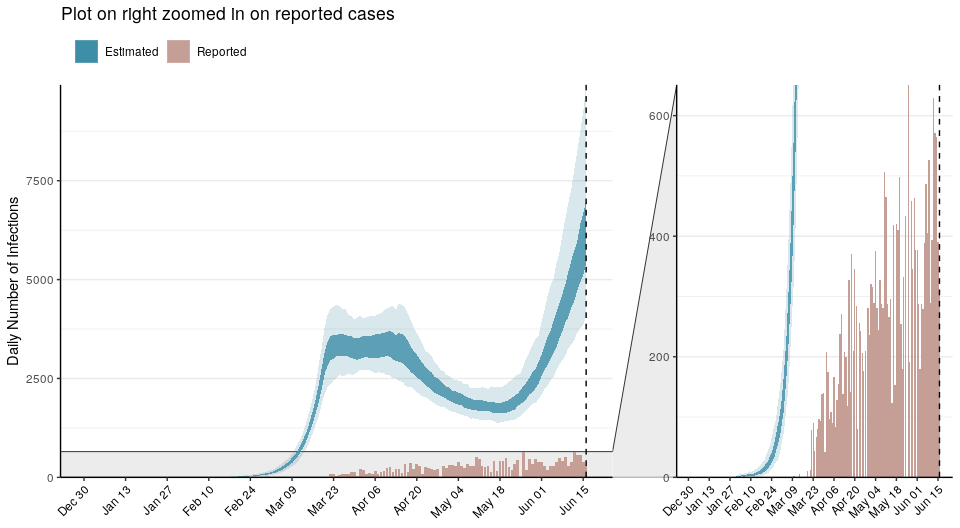 Plot on right zoomed in on reported cases
Estimated Reported
Daily Number of Infections
7500
5000
2500
0
Dec 30 Jan 13 Jan 27 Feb 10 Feb 24 Mar 09 Mar 23 Apr 06 Apr 20 May 04 May 18 Jun 01 Jun 15
600
400
200
0
Dec 30 Jan 13 Jan 27 Feb 10 Feb 24 Mar 09 Mar 23 Apr 06 Apr 20 May 04 May 18 Jun 01 Jun 15